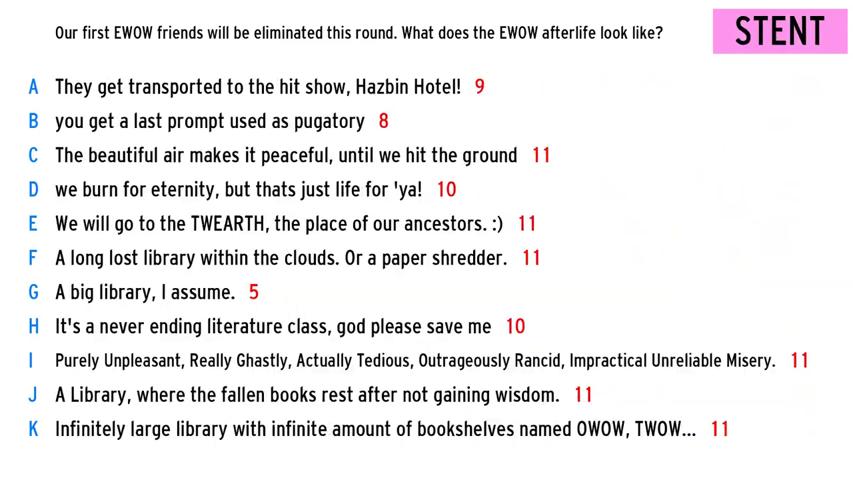 Our first EWOW friends will be eliminated this round. What does the EWOW afterlife look like?
STENT
A They get transported to the hit show, Hazbin Hotel! 9
B you get a last prompt used as pugatory 8
C The beautiful air makes it peaceful, until we hit the ground 11
D we burn for eternity, but thats just life for 'ya! 10
E We will go to the TWEARTH, the place of our ancestors. :) 11
F A long lost library within the clouds. Or a paper shredder. 11
G A big library, I assume. 5
H It's a never ending literature class, god please save me 10
I Purely Unpleasant, Really Ghastly, Actually Tedious, Outrageously Rancid, Impractical Unreliable Misery. 11
J A Library, where the fallen books rest after not gaining wisdom. 11
K Infinitely large library with infinite amount of bookshelves named OWOW, TWOW... 11